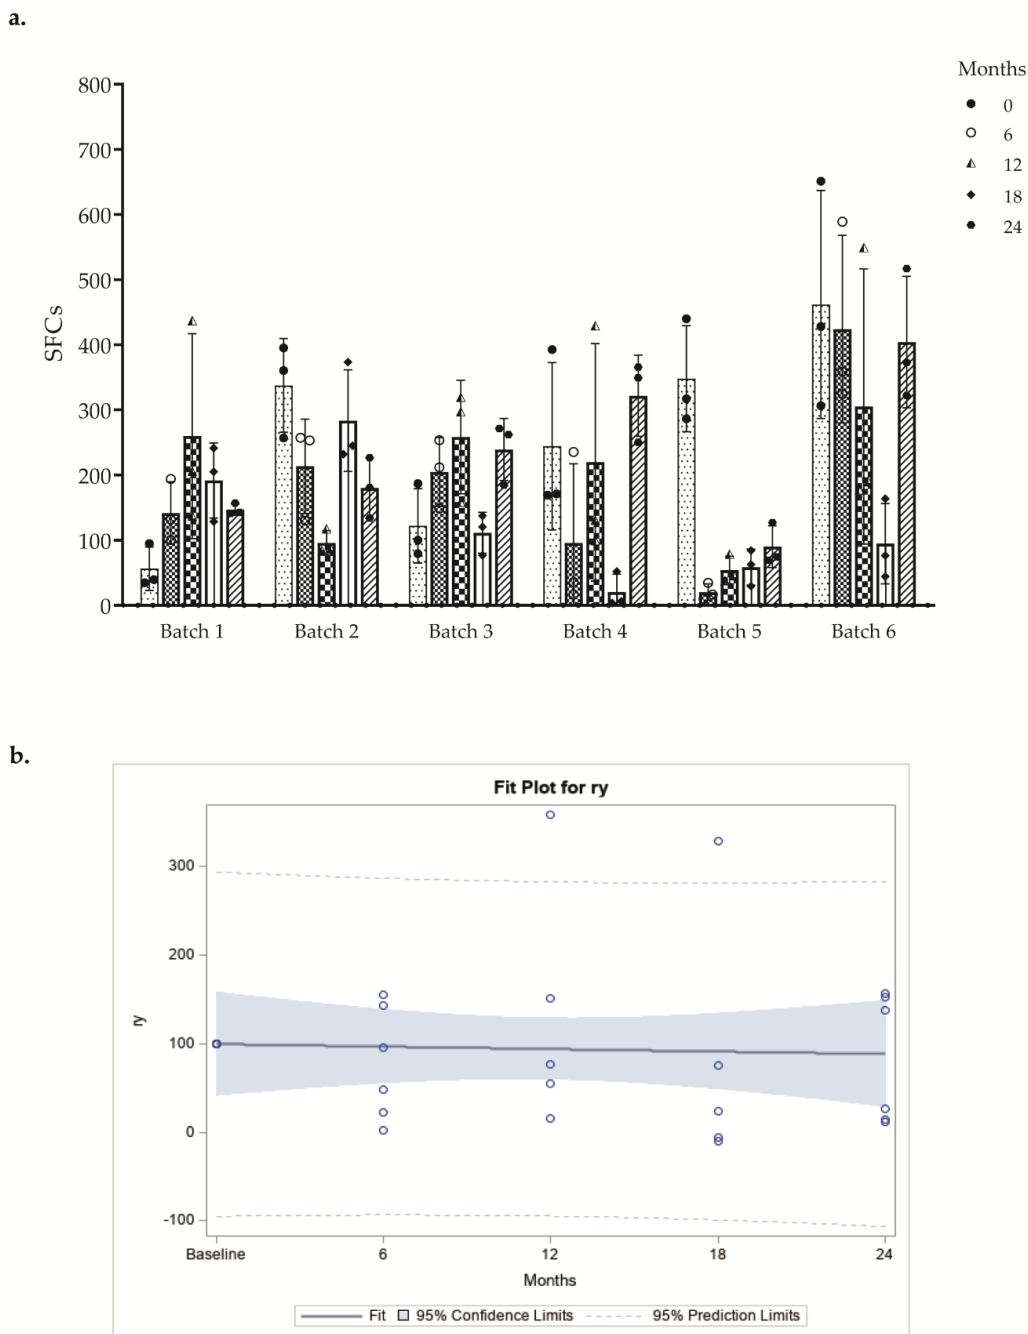 a.
Months
0
6
12
18
24
800
700
600
500
400
300
200
100
0
SFCs
Batch 1 Batch 2 Batch 3 Batch 4 Batch 5 Batch 6
b.
Fit Plot for ry
300
200
100
0
-100
ry
Baseline 6 12 18 24
Months
Fit 95% Confidence Limits 95% Prediction Limits